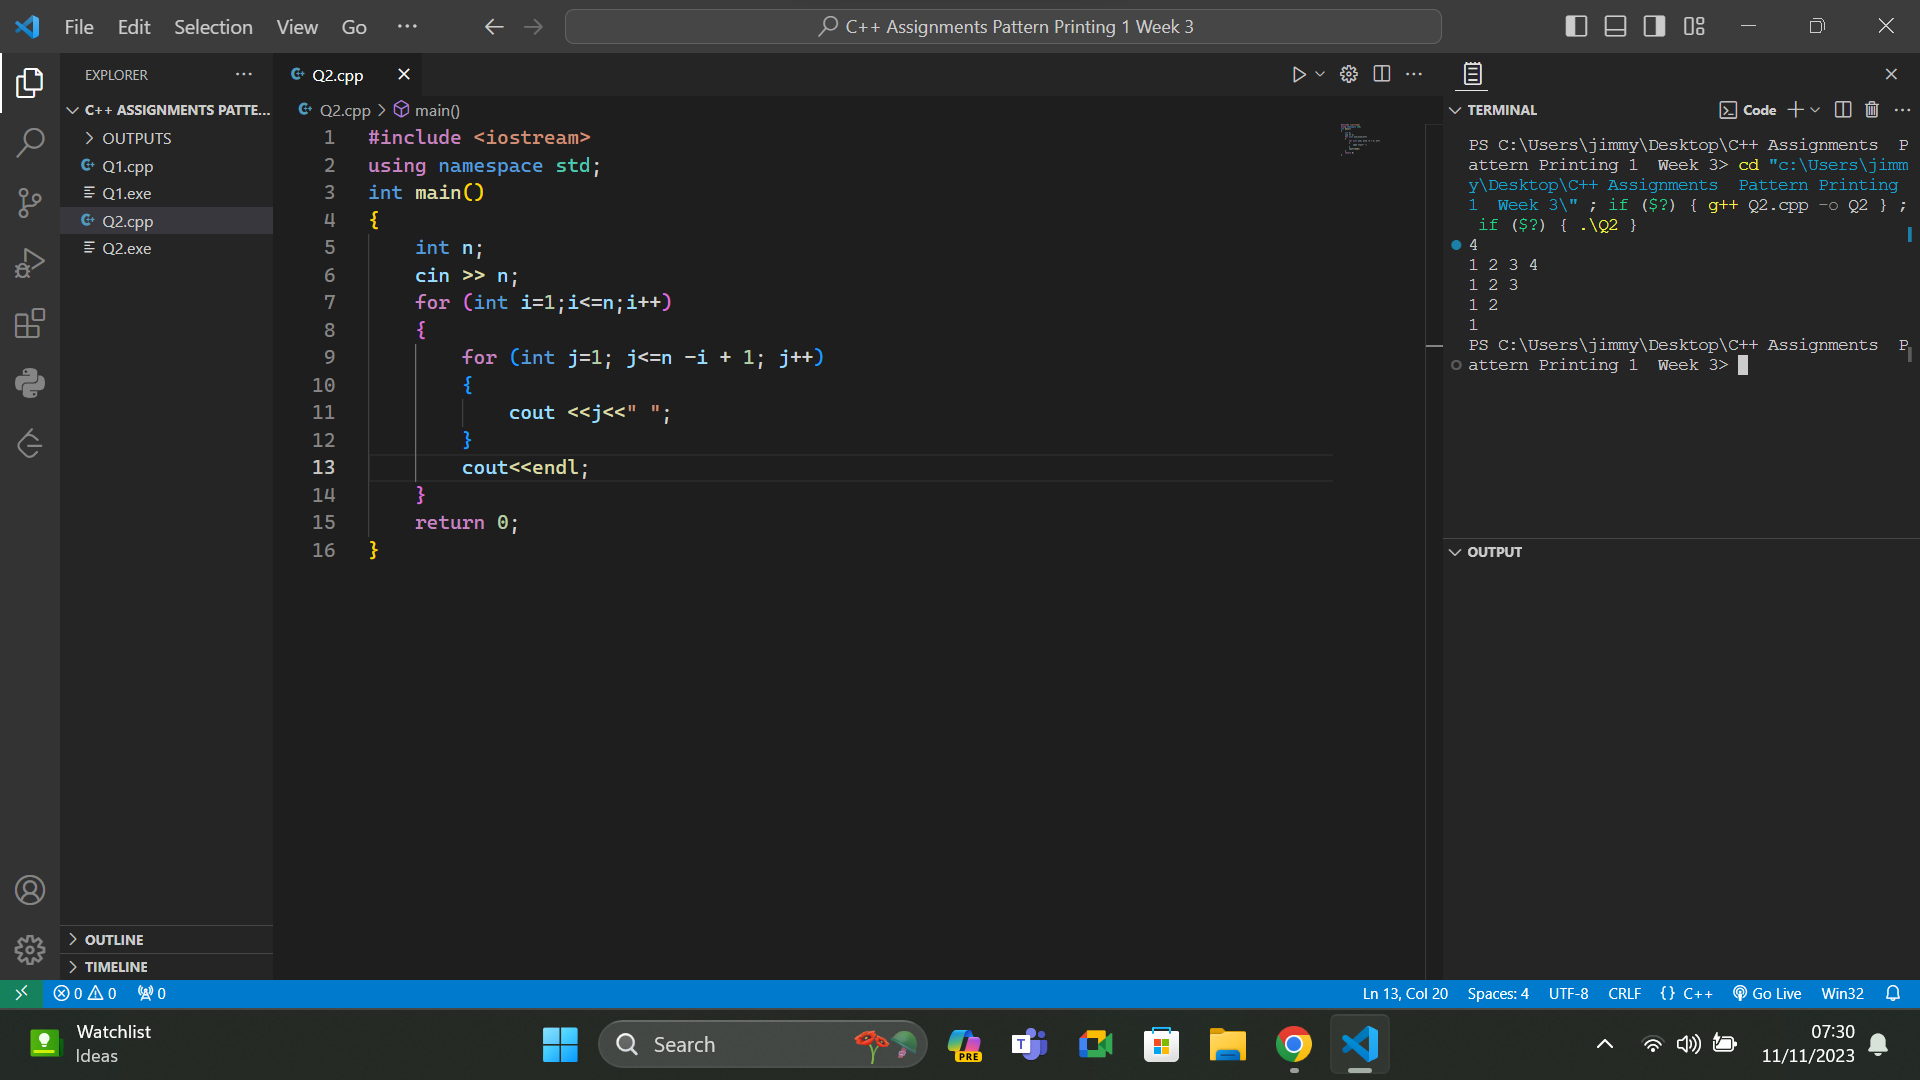 File Edit Selection View Go ···
C++ Assignments Pattern Printing 1 Week 3
EXPLORER
C++ ASSIGNMENTS PATTE...
OUTPUTS
Q1.cpp
Q1.exe
Q2.cpp
Q2.exe
OUTLINE
TIMELINE
Q2.cpp
Q2.cpp > main()
1 #include <iostream>
2 using namespace std;
3 int main()
4 {
5 int n;
6 cin >> n;
7 for (int i=1;i<=n;i++)
8 {
9 for (int j=1; j<=n -i + 1; j++)
10 {
11 cout <<j<<" ";
12 }
13 cout<<endl;
14 }
15 return 0;
16 }
TERMINAL
Code
PS C:\Users\jimmy\Desktop\C++ Assignments  P
attern Printing 1  Week 3> cd "c:\Users\jimm
y\Desktop\C++ Assignments  Pattern Printing
1  Week 3\" ; if ($?) { g++ Q2.cpp -o Q2 } ;
if ($?) { .\Q2 }
4
1 2 3 4
1 2 3
1 2
1
PS C:\Users\jimmy\Desktop\C++ Assignments  P
attern Printing 1  Week 3>
OUTPUT
0 0 0
Ln 13, Col 20 Spaces: 4 UTF-8 CRLF {} C++ Go Live Win32
Watchlist
Ideas
Search
PRE
T
07:30
11/11/2023